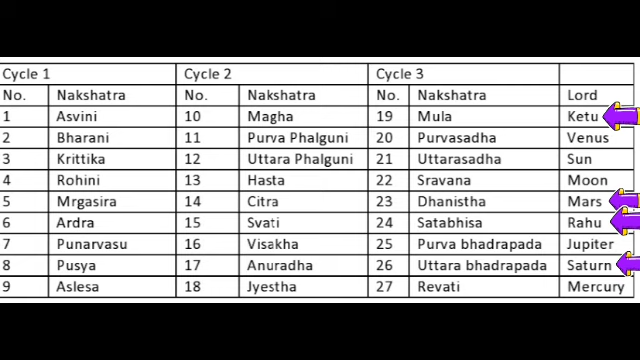 Cycle 1 Cycle 2 Cycle 3
No. Nakshatra No. Nakshatra No. Nakshatra Lord
1 Asvini 10 Magha 19 Mula Ketu
2 Bharani 11 Purva Phalguni 20 Purvasadha Venus
3 Krittika 12 Uttara Phalguni 21 Uttarasadha Sun
4 Rohini 13 Hasta 22 Sravana Moon
5 Mrgasira 14 Citra 23 Dhanistha Mars
6 Ardra 15 Svati 24 Satabhisa Rahu
7 Punarvasu 16 Visakha 25 Purva bhadrapada Jupiter
8 Pusya 17 Anuradha 26 Uttara bhadrapada Saturn
9 Aslesa 18 Jyestha 27 Revati Mercury